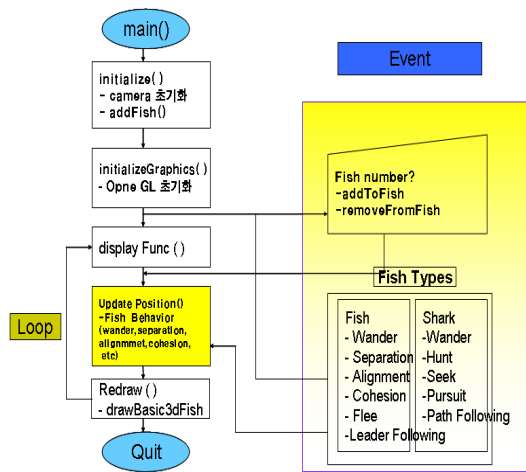 main()
initialize( )
- camera 초기화
- addFish()
initializeGraphics( )
- Opne GL 초기화
display Func ( )
Update Position()
-Fish Behavior
(wander,separation,
alignmmet,cohesion,
etc)
Redraw ( )
- drawBasic3dFish
Quit
Loop
Event
Fish number?
-addToFish
-removeFromFish
Fish Types
Fish
- Wander
- Separation
- Alignment
- Cohesion
- Flee
-Leader Following
Shark
-Wander
- Hunt
- Seek
- Pursuit
- Path Following